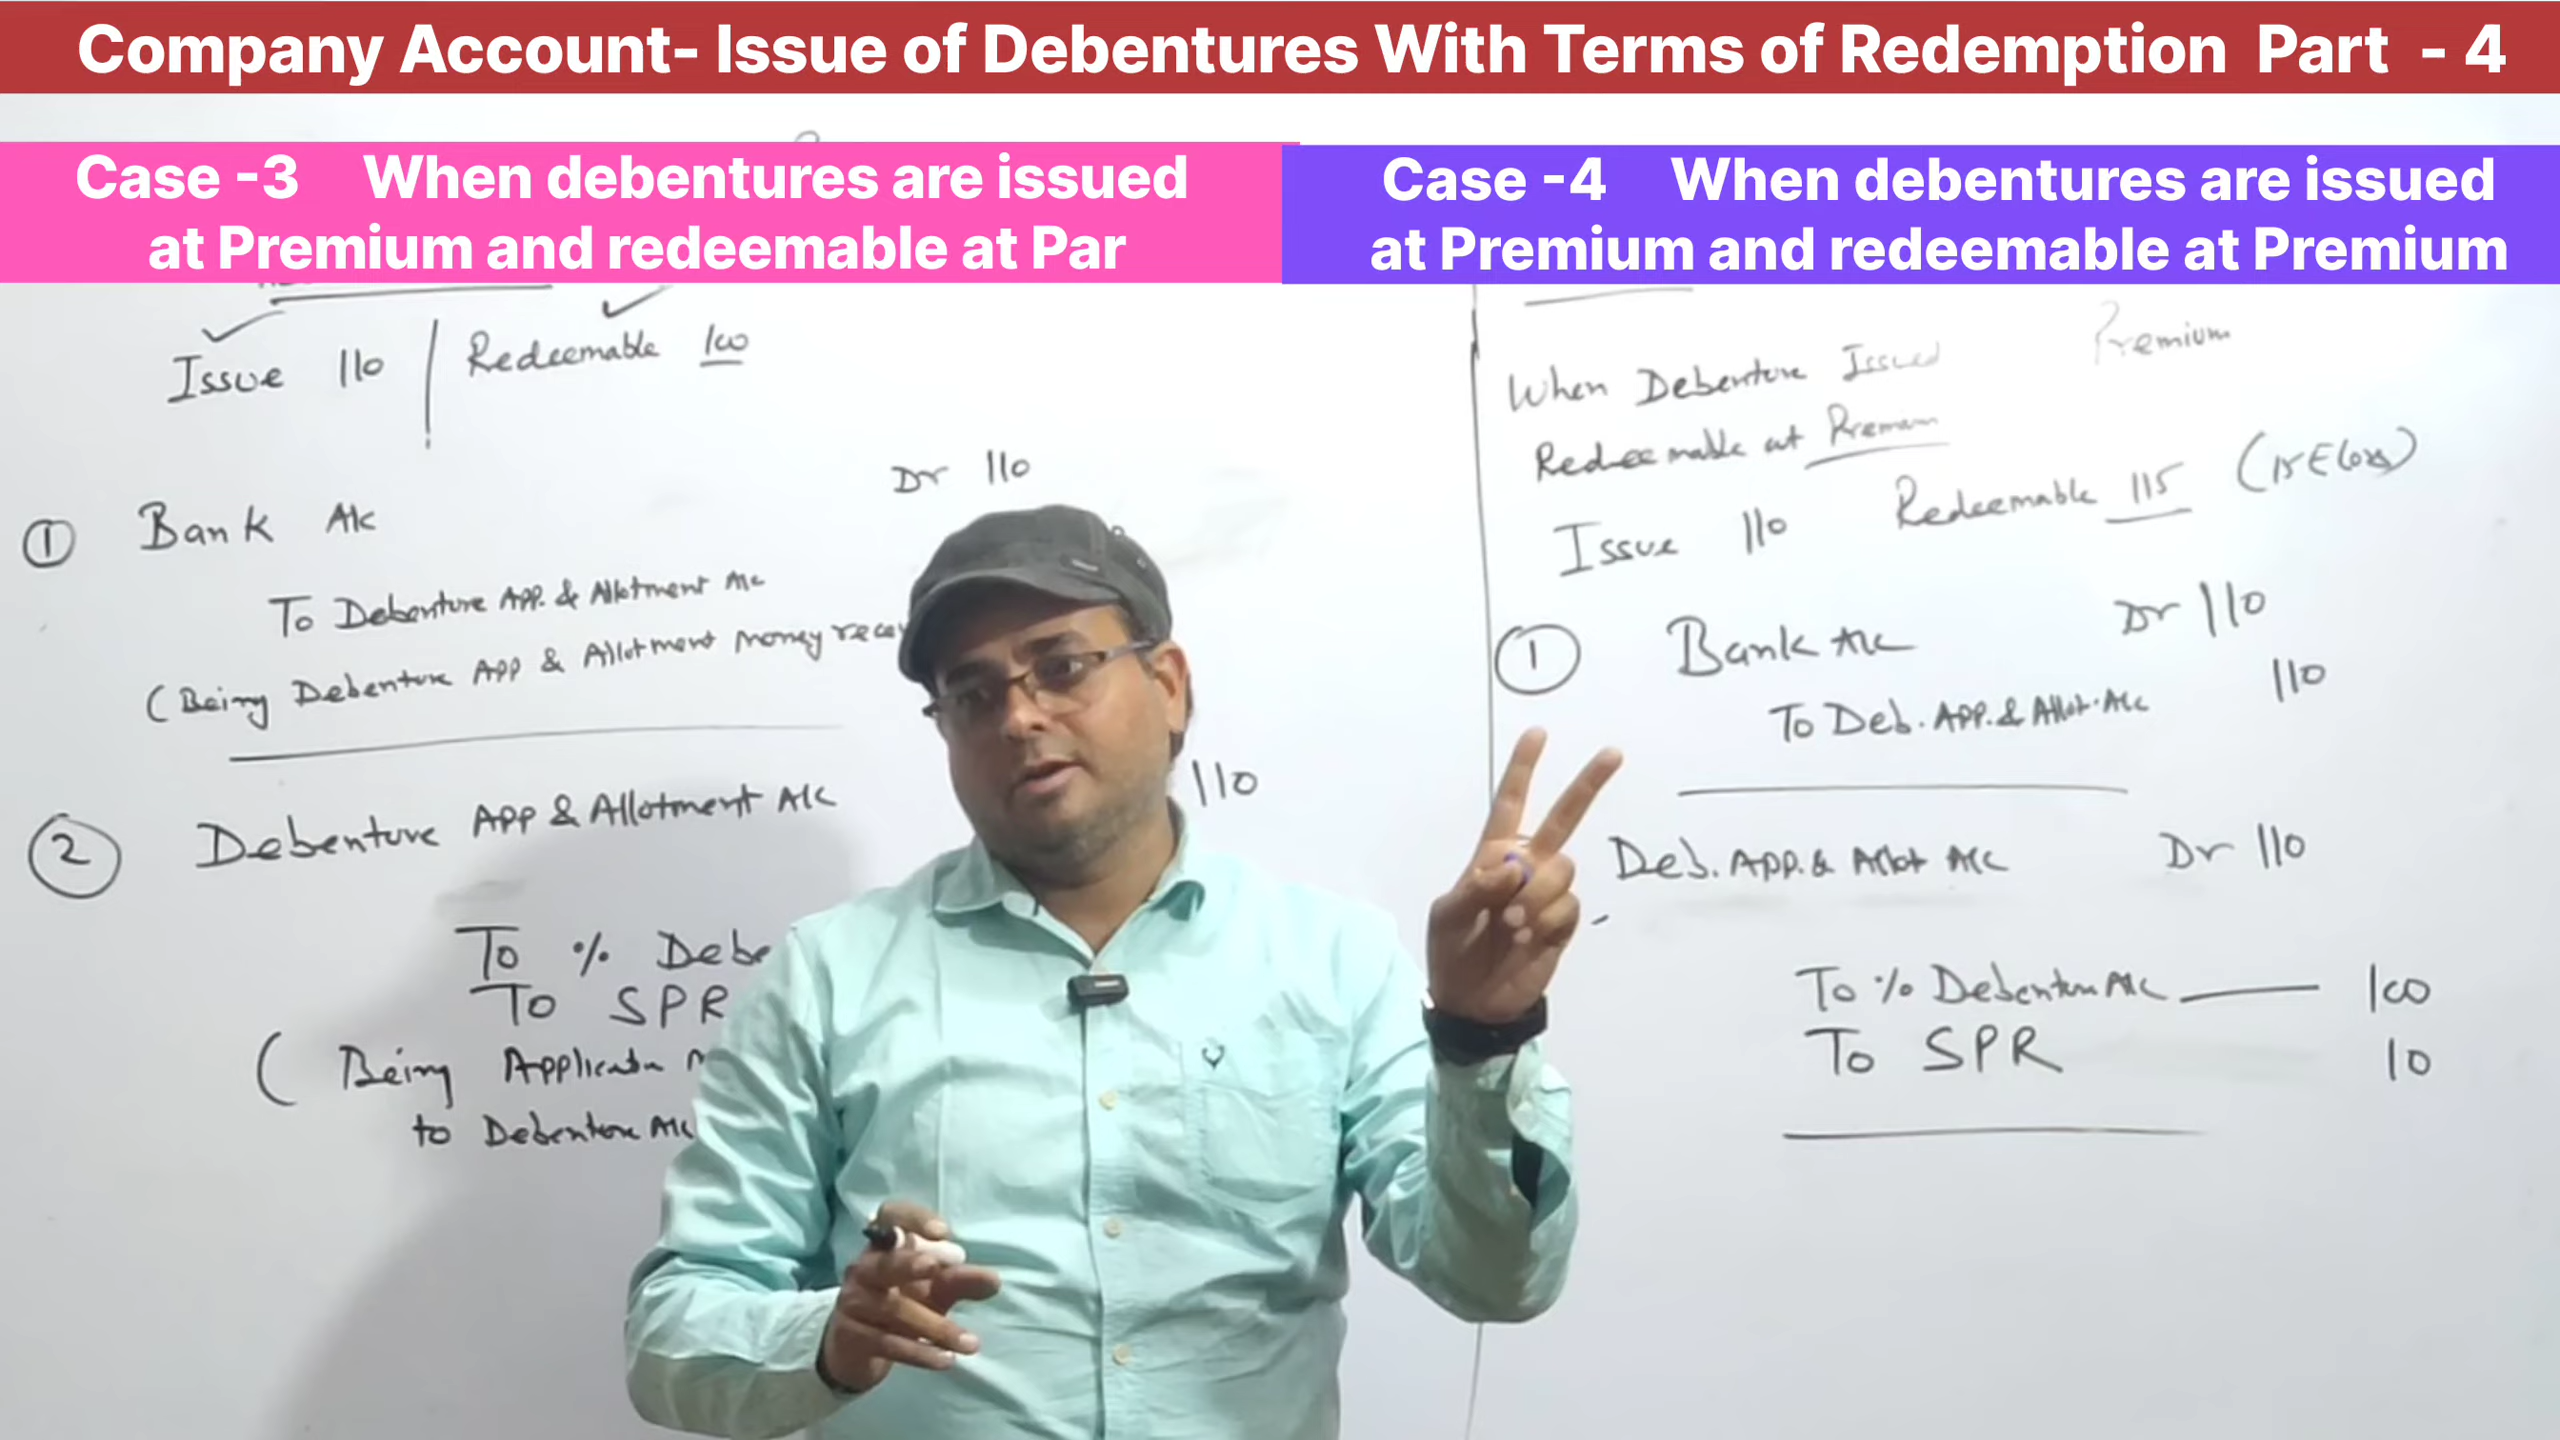 Company Account- Issue of Debentures With Terms of Redemption Part - 4
Case -3 When debentures are issued
at Premium and redeemable at Par
Case -4 When debentures are issued
at Premium and redeemable at Premium
Issue 110 | Redeemable 100
① Bank A/c Dr 110
To Debenture App. & Allotment A/c
(Being Debenture App & Allotment money
② Debenture App & Allotment A/c 110
To % Debe
To SPR
( Being
to Debenture A/c
When Debenture Issued Premium
Redeemable at Premium
Issue 110 Redeemable 115
① Bank A/c Dr 110
To Deb. App. & Allot. A/c 110
Deb. App. & Allot A/c Dr 110
To % Debenture A/c 100
To SPR 10